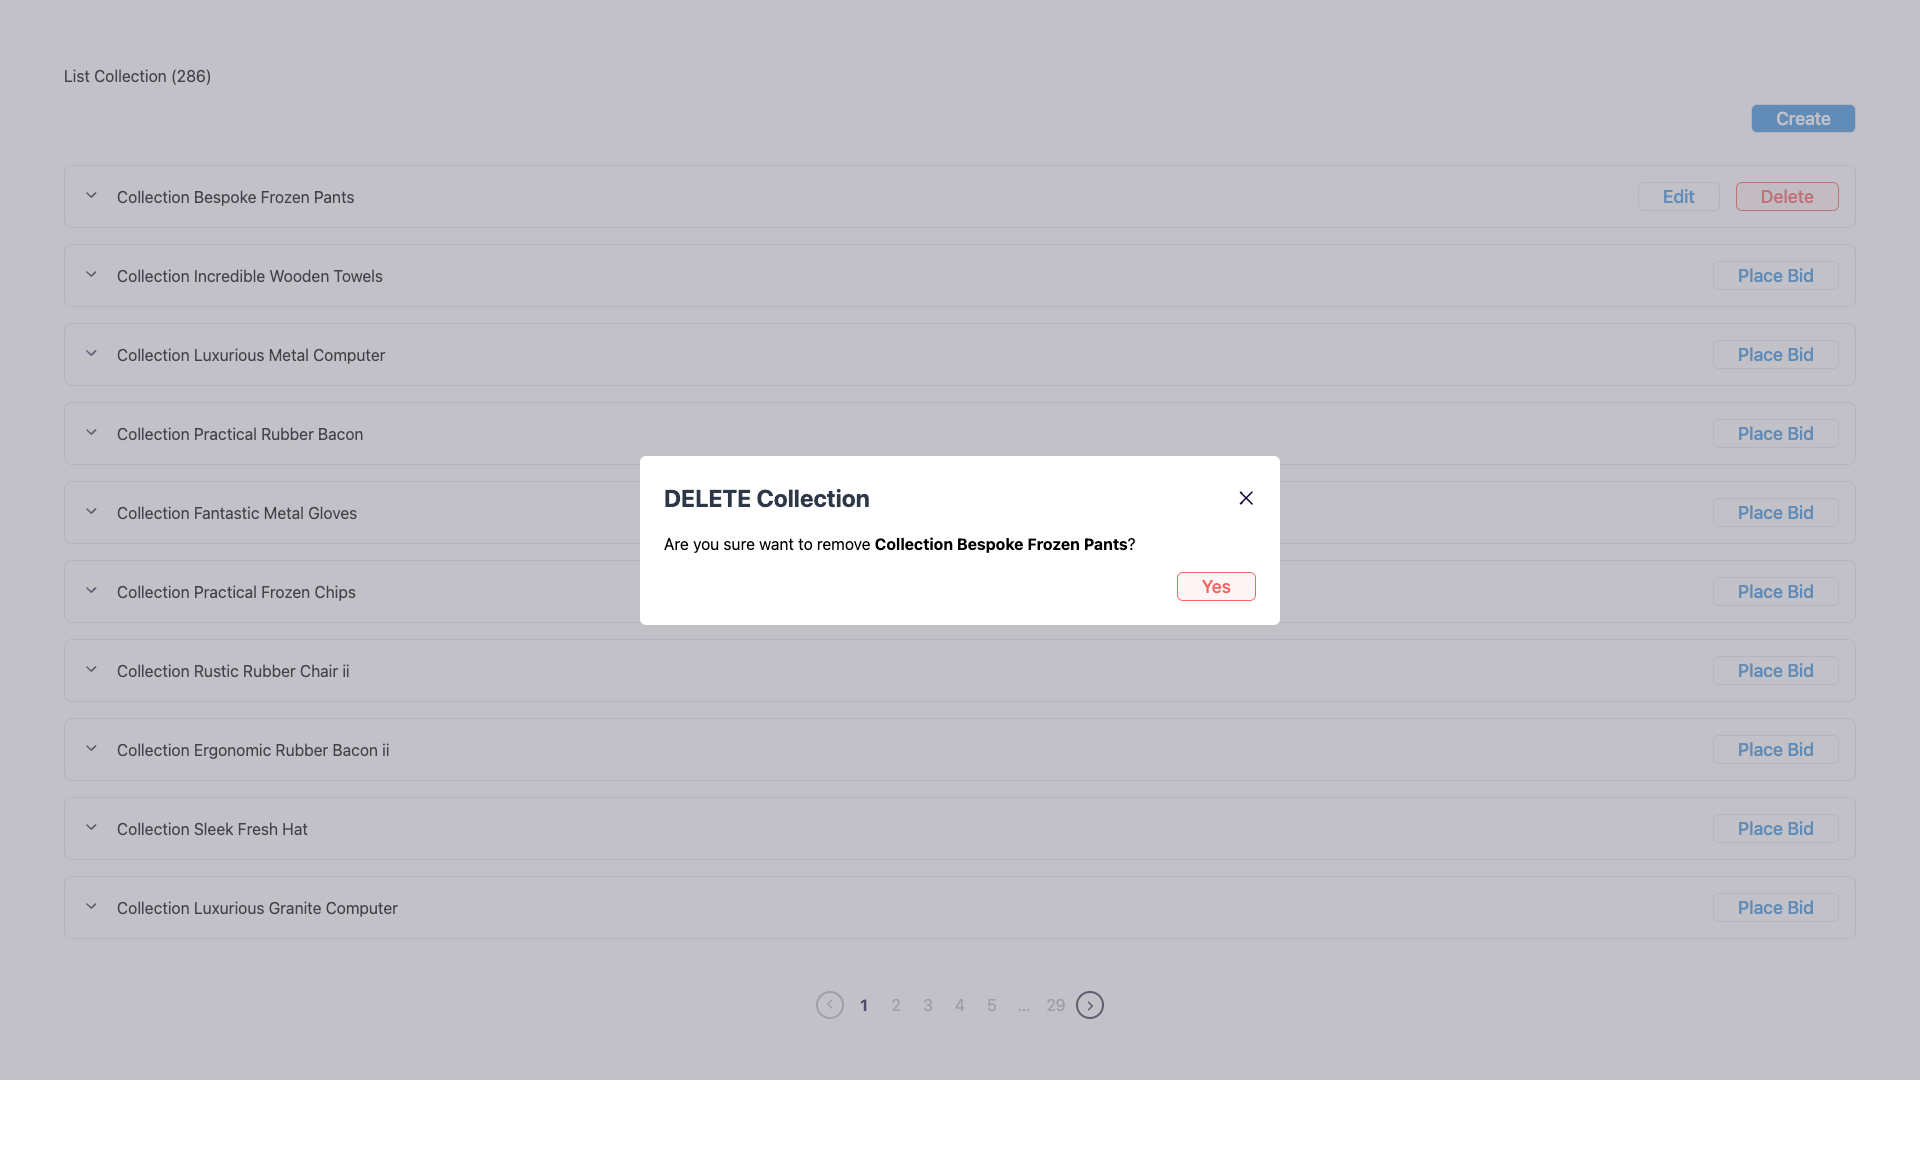 List Collection (286)
Create
Collection Bespoke Frozen Pants
Edit
Delete
Collection Incredible Wooden Towels
Place Bid
Collection Luxurious Metal Computer
Place Bid
Collection Practical Rubber Bacon
Place Bid
DELETE Collection
Are you sure want to remove Collection Bespoke Frozen Pants?
Yes
Collection Fantastic Metal Gloves
Place Bid
Collection Practical Frozen Chips
Place Bid
Collection Rustic Rubber Chair ii
Place Bid
Collection Ergonomic Rubber Bacon ii
Place Bid
Collection Sleek Fresh Hat
Place Bid
Collection Luxurious Granite Computer
Place Bid
1 2 3 4 5 ... 29